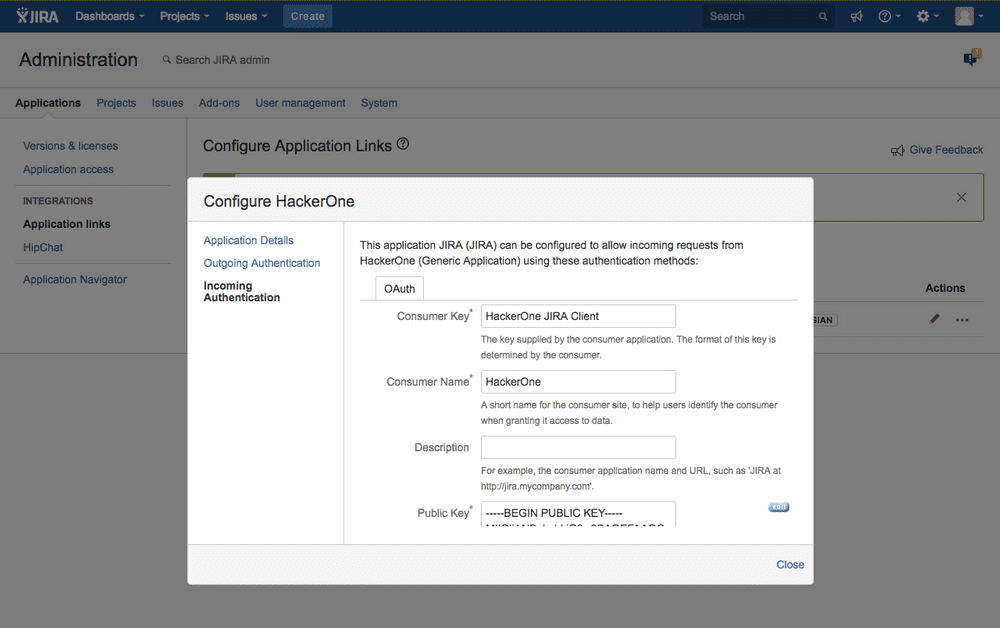 JIRA Dashboards Projects Issues Create Search
Administration Search JIRA admin
Applications Projects Issues Add-ons User management System
Versions & licenses
Application access
INTEGRATIONS
Application links
HipChat
Application Navigator
Configure Application Links ?
Give Feedback
Actions
Configure HackerOne
Application Details
Outgoing Authentication
Incoming
Authentication
This application JIRA (JIRA) can be configured to allow incoming requests from
HackerOne (Generic Application) using these authentication methods:
OAuth
Consumer Key* HackerOne JIRA Client
The key supplied by the consumer application. The format of this key is
determined by the consumer.
Consumer Name* HackerOne
A short name for the consumer site, to help users identify the consumer
when granting it access to data.
Description
For example, the consumer application name and URL, such as 'JIRA at
http://jira.mycompany.com'.
Public Key* -----BEGIN PUBLIC KEY-----
edit
Close